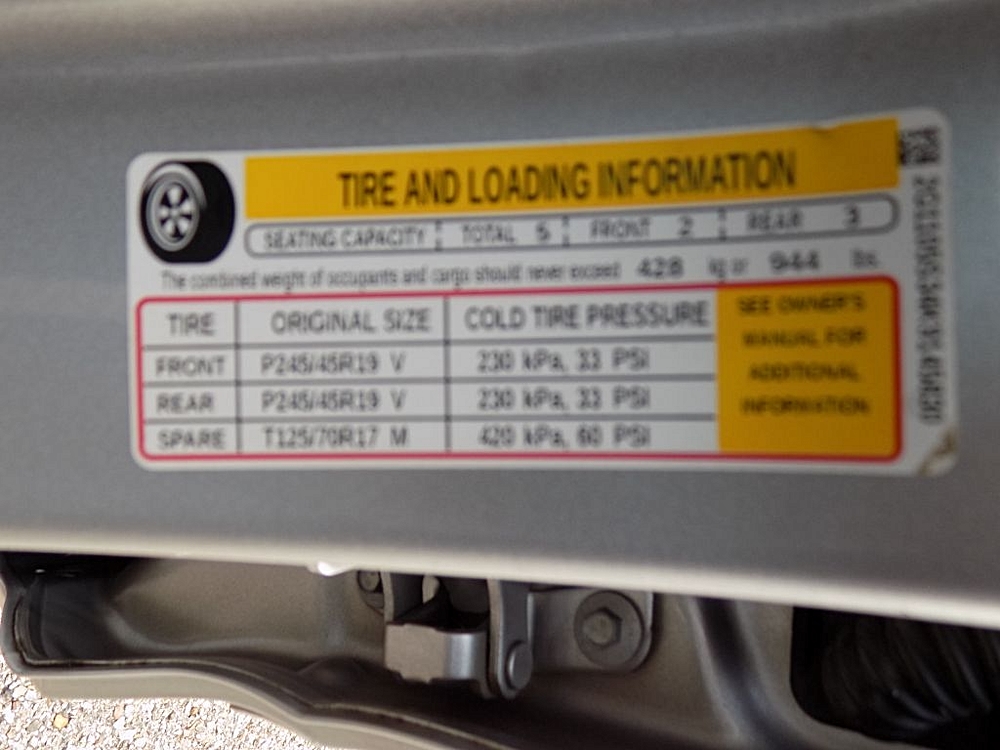 TIRE AND LOADING INFORMATION
SEATING CAPACITY TOTAL 5 FRONT 2 REAR 3
The combined weight of occupants and cargo should never exceed 428 kg or 944 lbs.
TIRE ORIGINAL SIZE COLD TIRE PRESSURE
FRONT P245/45R19 V 230 kPa, 33 PSI
REAR P245/45R19 V 230 kPa, 33 PSI
SPARE T125/70R17 M 420 kPa, 60 PSI
SEE OWNER'S
MANUAL FOR
ADDITIONAL
INFORMATION